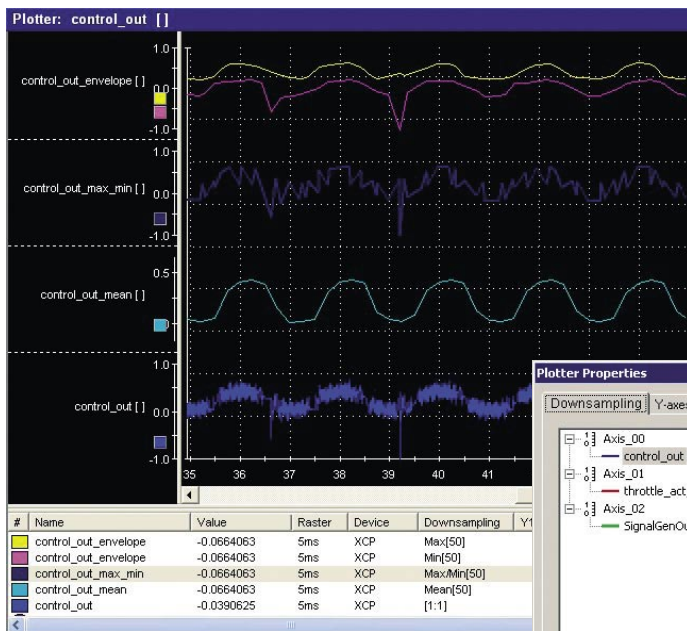 Plotter: control_out []
1.0
control_out_envelope [ ]
0.0
-1.0
1.0
control_out_max_min [ ]
0.0
-1.0
0.5
control_out_mean [ ]
1.0
control_out [ ]
0.0
-1.0
35 36 37 38 39 40 41
Plotter Properties
Downsampling Y-axes
Axis_00
control_out
Axis_01
throttle_act
Axis_02
SignalGenOu
# Name Value Raster Device Downsampling Y1
control_out_envelope -0.0664063 5ms XCP Max[50]
control_out_envelope -0.0664063 5ms XCP Min[50]
control_out_max_min -0.0664063 5ms XCP Max/Min[50]
control_out_mean -0.0664063 5ms XCP Mean[50]
control_out -0.0390625 5ms XCP [1:1]